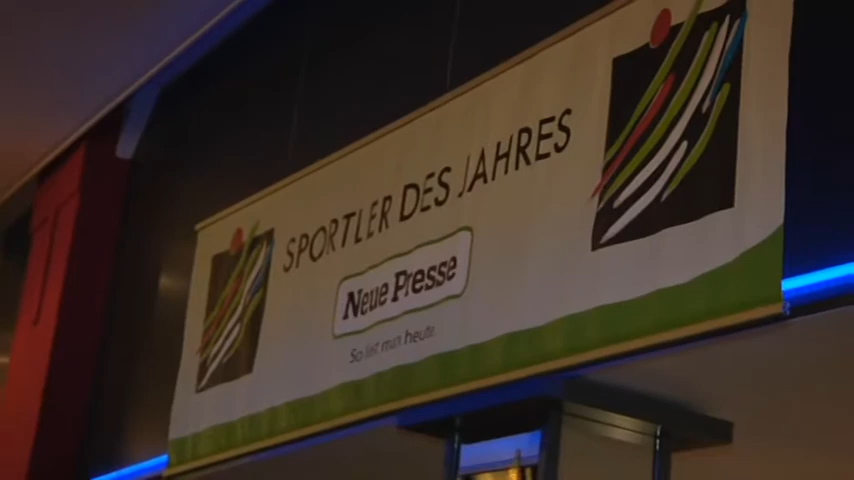 SPORTLER DES JAHRES
Neue Presse
So liest man heute.